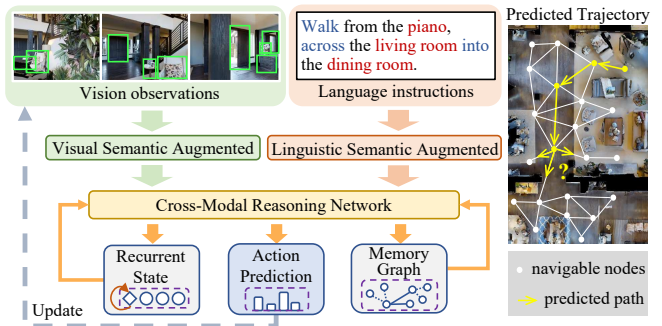 Walk from the piano,
across the living room into
the dining room.
Vision observations
Language instructions
Visual Semantic Augmented
Linguistic Semantic Augmented
Cross-Modal Reasoning Network
Recurrent
State
Action
Prediction
Memory
Graph
Update
Predicted Trajectory
?
navigable nodes
predicted path